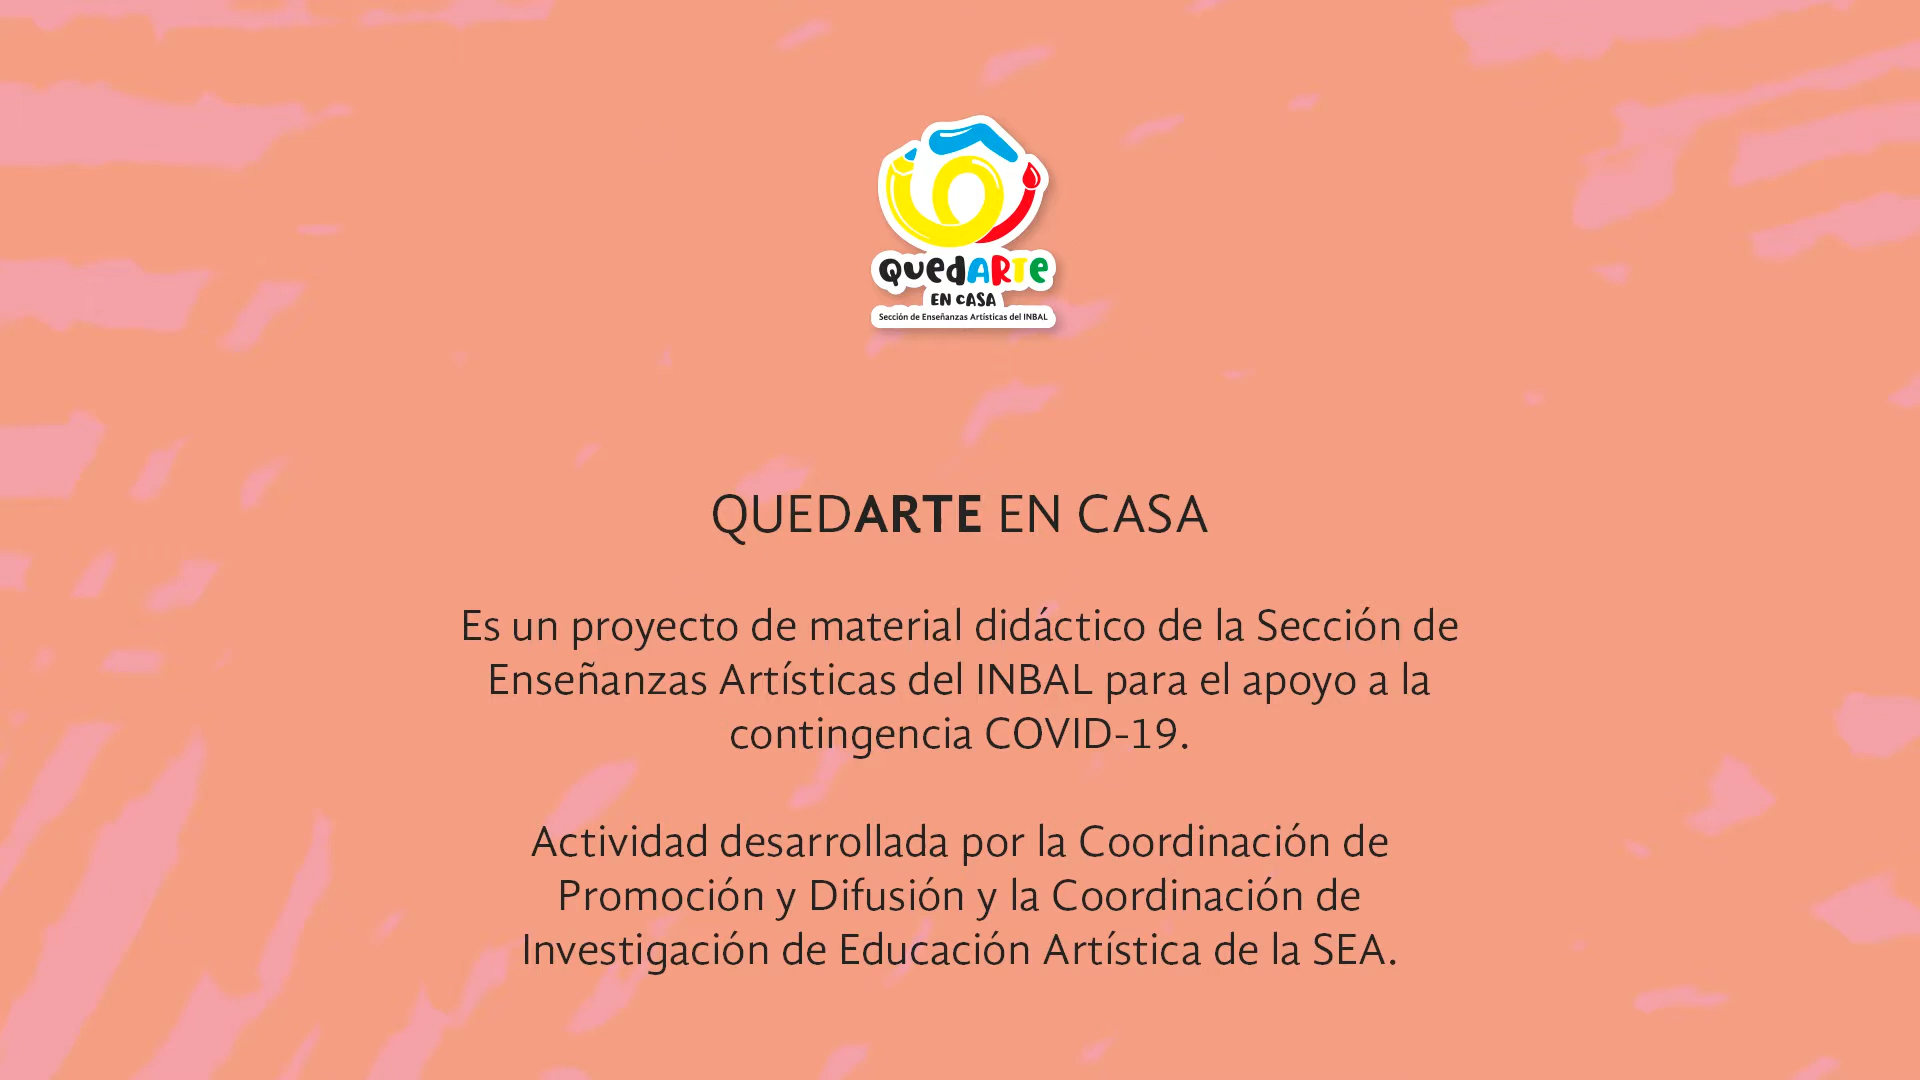 QuedARTe
EN CASA
Sección de Enseñanzas Artísticas del INBAL
QUEDARTE EN CASA
Es un proyecto de material didáctico de la Sección de
Enseñanzas Artísticas del INBAL para el apoyo a la
contingencia COVID-19.
Actividad desarrollada por la Coordinación de
Promoción y Difusión y la Coordinación de
Investigación de Educación Artística de la SEA.